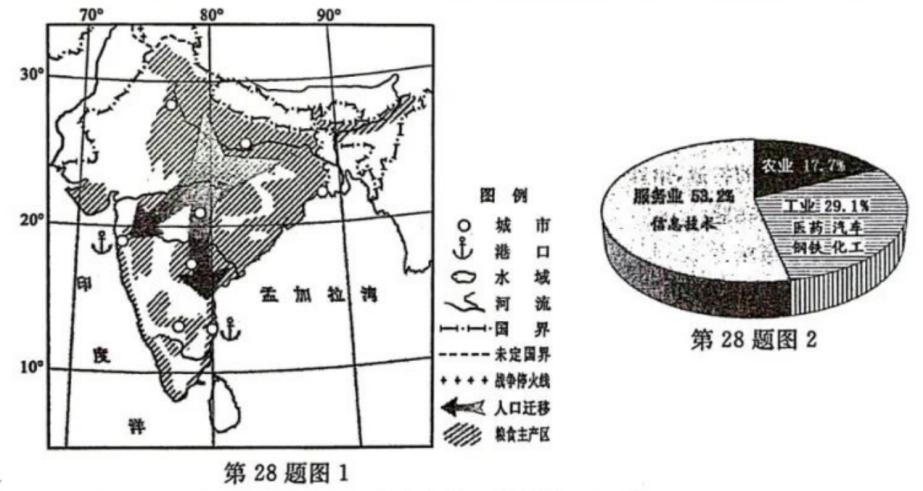 70°
80°
90°
30°
20°
10°
印
度
洋
孟加拉湾
图例
城市
港口
水域
河流
国界
未定国界
战争停火线
人口迁移
粮食主产区
第28题图1
农业 17.7%
服务业 53.2%
信息技术
工业 29.1%
医药 汽车
钢铁 化工
第28题图2